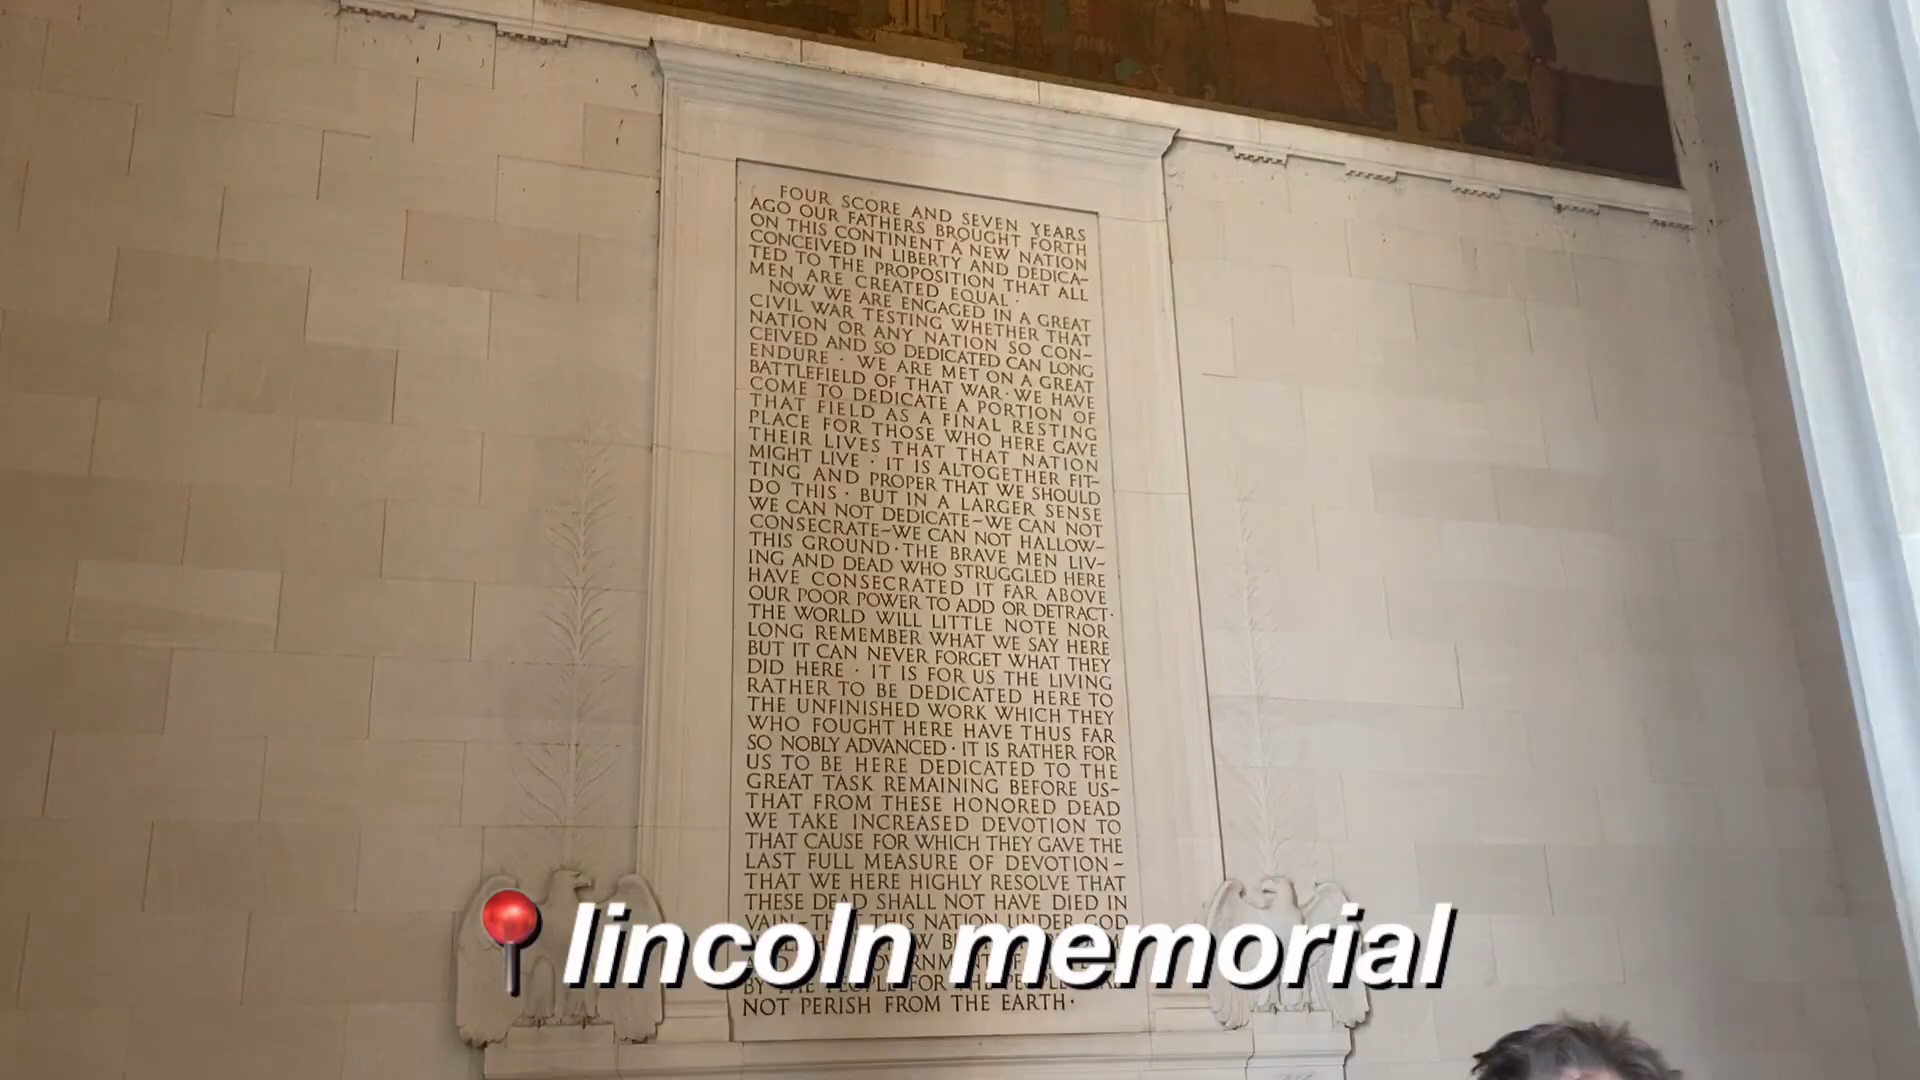 FOUR SCORE AND SEVEN YEARS
AGO OUR FATHERS BROUGHT FORTH
ON THIS CONTINENT A NEW NATION
CONCEIVED IN LIBERTY AND DEDICA-
TED TO THE PROPOSITION THAT ALL
MEN ARE CREATED EQUAL ·
NOW WE ARE ENGAGED IN A GREAT
CIVIL WAR TESTING WHETHER THAT
NATION OR ANY NATION SO CON-
CEIVED AND SO DEDICATED CAN LONG
ENDURE · WE ARE MET ON A GREAT
BATTLEFIELD OF THAT WAR · WE HAVE
COME TO DEDICATE A PORTION OF
THAT FIELD AS A FINAL RESTING
PLACE FOR THOSE WHO HERE GAVE
THEIR LIVES THAT THAT NATION
MIGHT LIVE · IT IS ALTOGETHER FIT-
TING AND PROPER THAT WE SHOULD
DO THIS · BUT IN A LARGER SENSE
WE CAN NOT DEDICATE-WE CAN NOT
CONSECRATE-WE CAN NOT HALLOW-
THIS GROUND · THE BRAVE MEN LIV-
ING AND DEAD WHO STRUGGLED HERE
HAVE CONSECRATED IT FAR ABOVE
OUR POOR POWER TO ADD OR DETRACT ·
THE WORLD WILL LITTLE NOTE NOR
LONG REMEMBER WHAT WE SAY HERE
BUT IT CAN NEVER FORGET WHAT THEY
DID HERE · IT IS FOR US THE LIVING
RATHER TO BE DEDICATED HERE TO
THE UNFINISHED WORK WHICH THEY
WHO FOUGHT HERE HAVE THUS FAR
SO NOBLY ADVANCED · IT IS RATHER FOR
US TO BE HERE DEDICATED TO THE
GREAT TASK REMAINING BEFORE US-
THAT FROM THESE HONORED DEAD
WE TAKE INCREASED DEVOTION TO
THAT CAUSE FOR WHICH THEY GAVE THE
LAST FULL MEASURE OF DEVOTION -
THAT WE HERE HIGHLY RESOLVE THAT
THESE DEAD SHALL NOT HAVE DIED IN
VAIN- THIS NATION UNDER GOD
BY THE PEOPLE FOR THE PEOPLE
NOT PERISH FROM THE EARTH ·
lincoln memorial